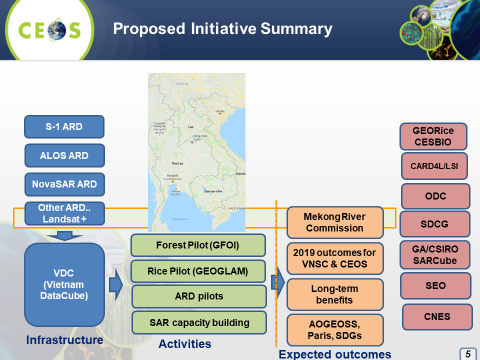 CEOS
Proposed Initiative Summary
S-1 ARD
ALOS ARD
NovaSAR ARD
Other ARD..
Landsat +
VDC
(Vietnam
DataCube)
Infrastructure
Forest Pilot (GFOI)
Rice Pilot (GEOGLAM)
ARD pilots
SAR capacity building
Activities
Mekong River
Commission
2019 outcomes for
VNSC & CEOS
Long-term
benefits
AOGEOSS,
Paris, SDGs
Expected outcomes
GEORice
CESBIO
CARD4L/LSI
ODC
SDCG
GA/CSIRO
SARCube
SEO
CNES
5